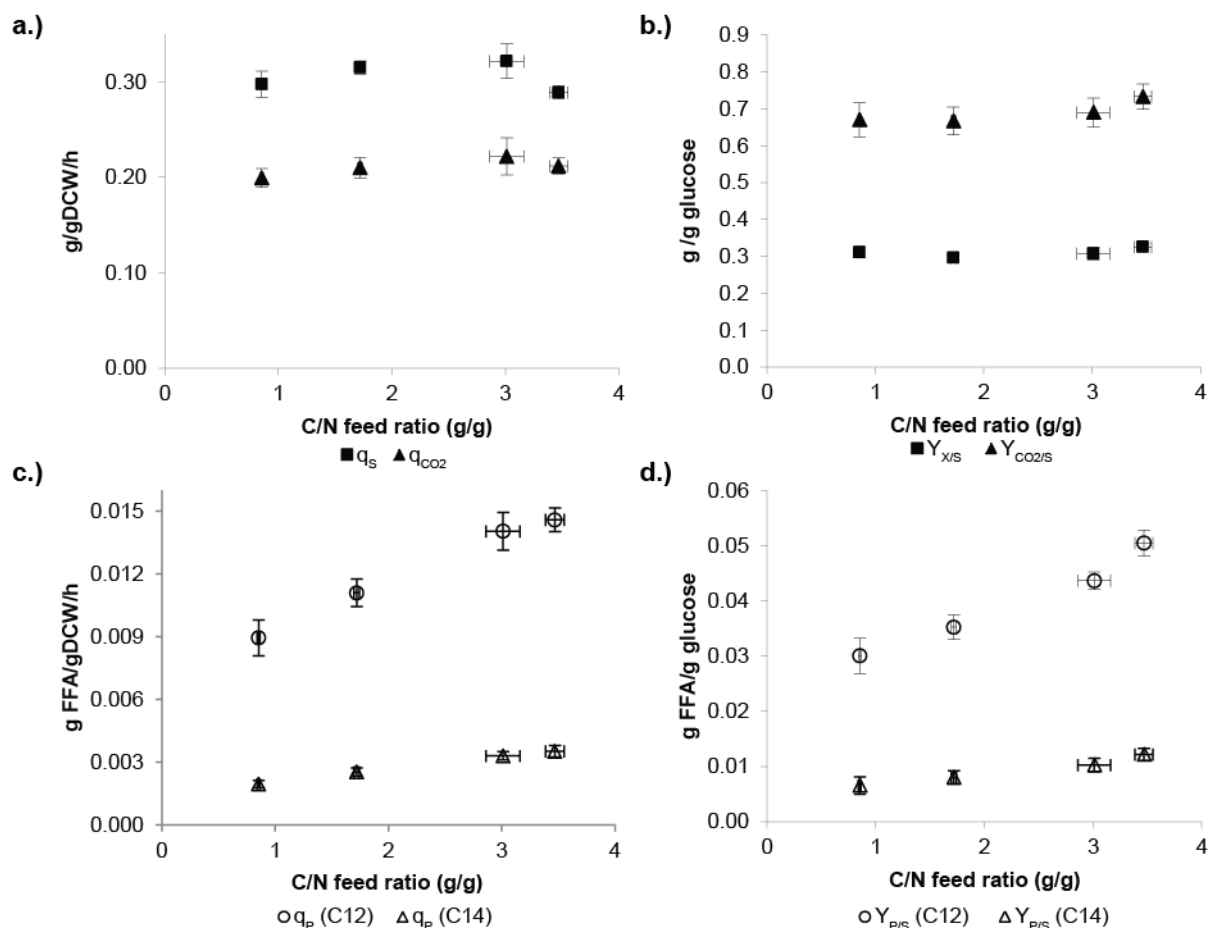 a.)
0.30
0.20
0.10
0.00
g/gDCW/h
0 1 2 3 4
C/N feed ratio (g/g)
■ qS ▲ qCO2
b.)
0.9
0.8
0.7
0.6
0.5
0.4
0.3
0.2
0.1
0.0
g /g glucose
0 1 2 3 4
C/N feed ratio (g/g)
■ YX/S ▲ YCO2/S
c.)
0.015
0.012
0.009
0.006
0.003
0.000
g FFA/gDCW/h
0 1 2 3 4
C/N feed ratio (g/g)
○ qP (C12) △ qP (C14)
d.)
0.06
0.05
0.04
0.03
0.02
0.01
0.00
g FFA/g glucose
0 1 2 3 4
C/N feed ratio (g/g)
○ YP/S (C12) △ YP/S (C14)